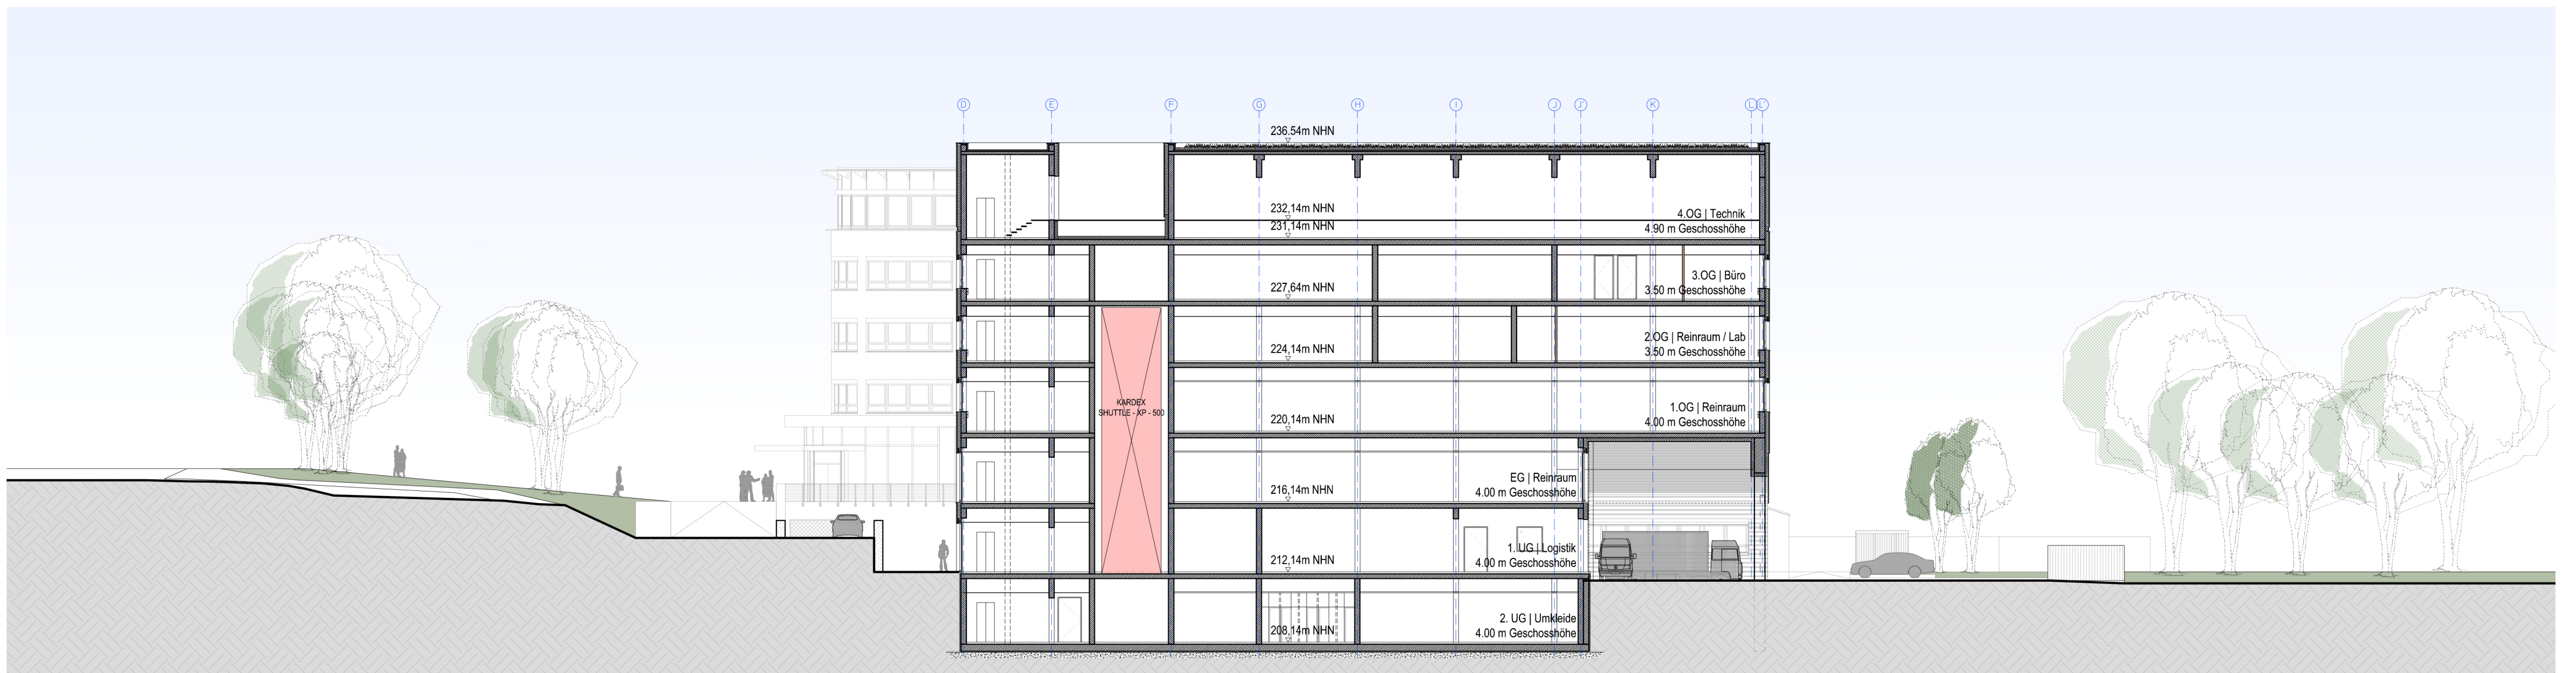 D E F G H I J J' K L L'
236.54m NHN
232,14m NHN
4.OG | Technik
231,14m NHN
4.90 m Geschosshöhe
3.OG | Büro
227,64m NHN
3.50 m Geschosshöhe
2.OG | Reinraum / Lab
224,14m NHN
3.50 m Geschosshöhe
KARDEX
SHUTTLE - XP - 500
1.OG | Reinraum
220,14m NHN
4.00 m Geschosshöhe
EG | Reinraum
216,14m NHN
4.00 m Geschosshöhe
1. UG | Logistik
212,14m NHN
4.00 m Geschosshöhe
2. UG | Umkleide
208,14m NHN
4.00 m Geschosshöhe